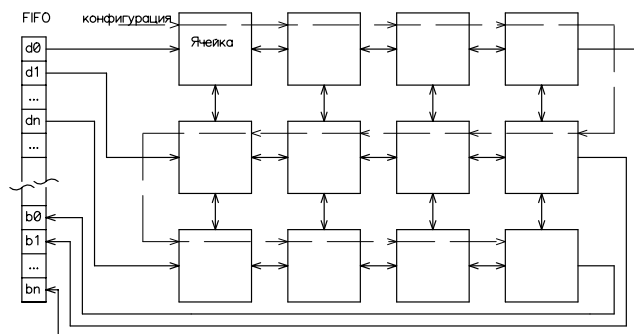 FIFO
конфигурация
Ячейка
d0
d1
...
dn
...
b0
b1
...
bn